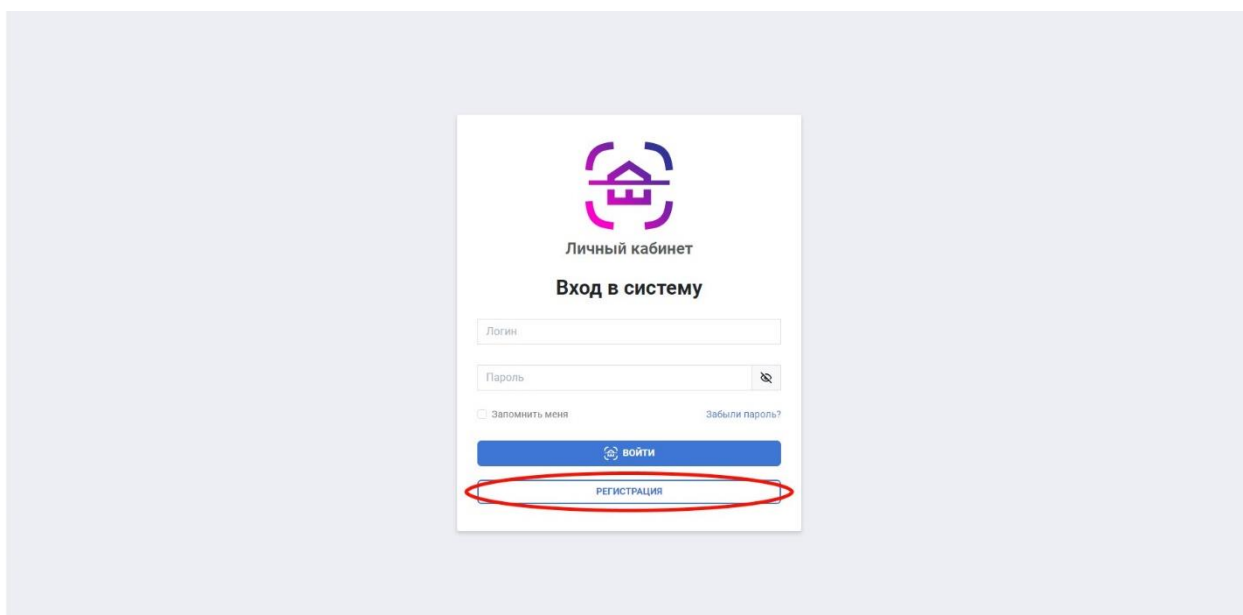 Личный кабинет
Вход в систему
Логин
Пароль
Запомнить меня
Забыли пароль?
ВОЙТИ
РЕГИСТРАЦИЯ